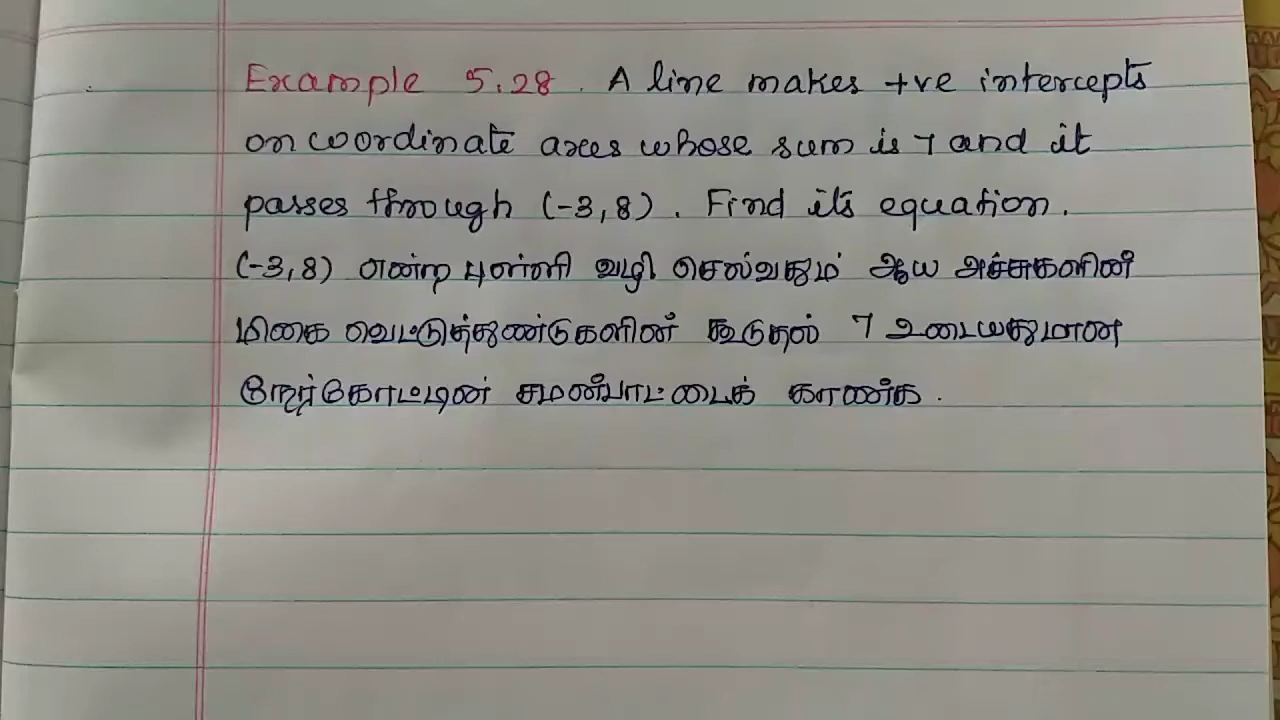 Example 5.28. A line makes +ve intercepts
on coordinate axes whose sum is 7 and it
passes through (-3,8). Find its equation.
(-3,8) என்ற புள்ளி வழி செல்வதும் ஆய அச்சுகளின்
மிகை வெட்டுத்துண்டுகளின் கூடுதல் 7 உடையதுமான
நேர்கோட்டின் சமன்பாட்டைக் காண்க.